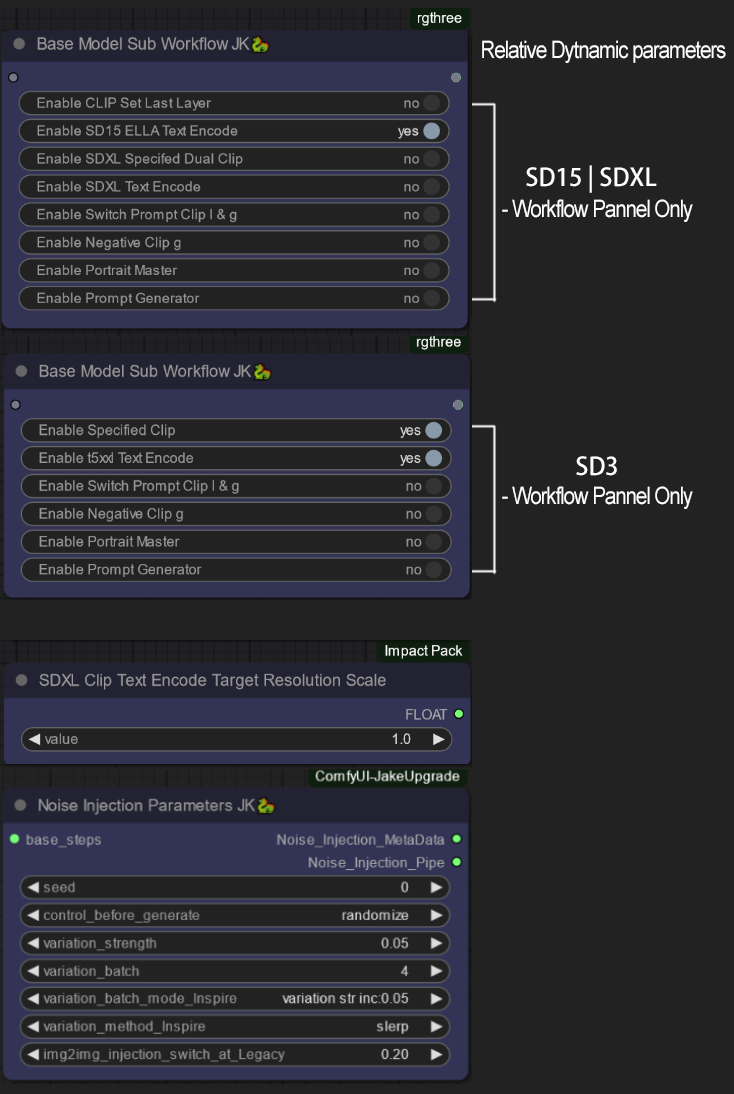 rgthree
Base Model Sub Workflow JK🐉
Relative Dytnamic parameters
Enable CLIP Set Last Layer no
Enable SD15 ELLA Text Encode yes
Enable SDXL Specifed Dual Clip no
Enable SDXL Text Encode no
Enable Switch Prompt Clip l & g no
Enable Negative Clip g no
Enable Portrait Master no
Enable Prompt Generator no
SD15 | SDXL
- Workflow Pannel Only
rgthree
Base Model Sub Workflow JK🐉
Enable Specified Clip yes
Enable t5xxl Text Encode yes
Enable Switch Prompt Clip l & g no
Enable Negative Clip g no
Enable Portrait Master no
Enable Prompt Generator no
SD3
- Workflow Pannel Only
Impact Pack
SDXL Clip Text Encode Target Resolution Scale
FLOAT
value 1.0
ComfyUI-JakeUpgrade
Noise Injection Parameters JK🐉
base_steps Noise_Injection_MetaData
Noise_Injection_Pipe
seed 0
control_before_generate randomize
variation_strength 0.05
variation_batch 4
variation_batch_mode_Inspire variation str inc:0.05
variation_method_Inspire slerp
img2img_injection_switch_at_Legacy 0.20